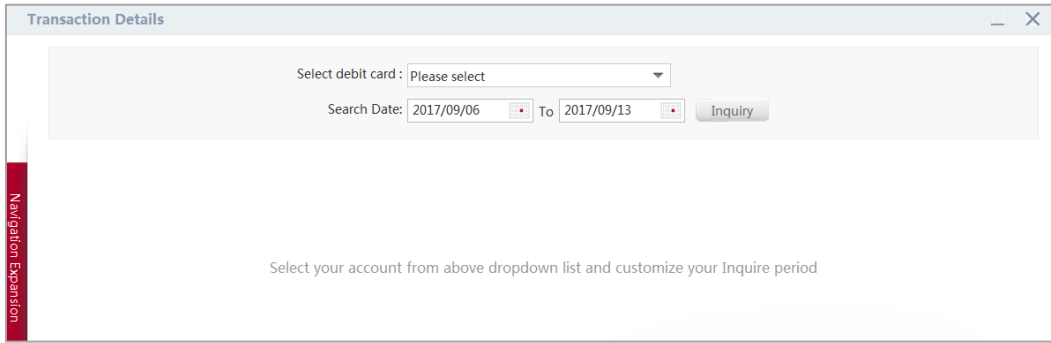 Transaction Details
Select debit card : Please select
Search Date: 2017/09/06 To 2017/09/13 Inquiry
Navigation Expansion
Select your account from above dropdown list and customize your Inquire period